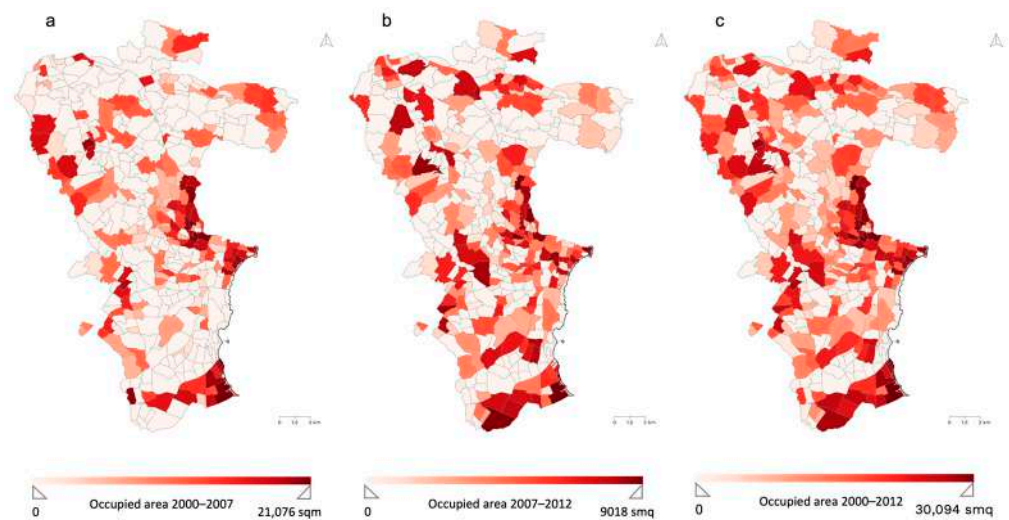 a
b
c
Occupied area 2000–2007
0
21,076 sqm
Occupied area 2007–2012
0
9018 smq
Occupied area 2000–2012
0
30,094 smq